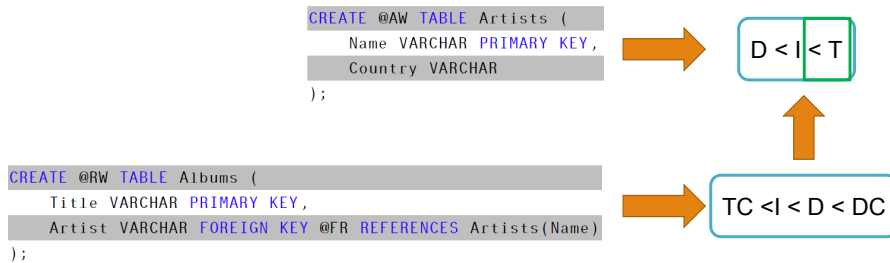 CREATE @AW TABLE Artists (
Name VARCHAR PRIMARY KEY,
Country VARCHAR
);
D < I < T
CREATE @RW TABLE Albums (
Title VARCHAR PRIMARY KEY,
Artist VARCHAR FOREIGN KEY @FR REFERENCES Artists(Name)
);
TC <I < D < DC